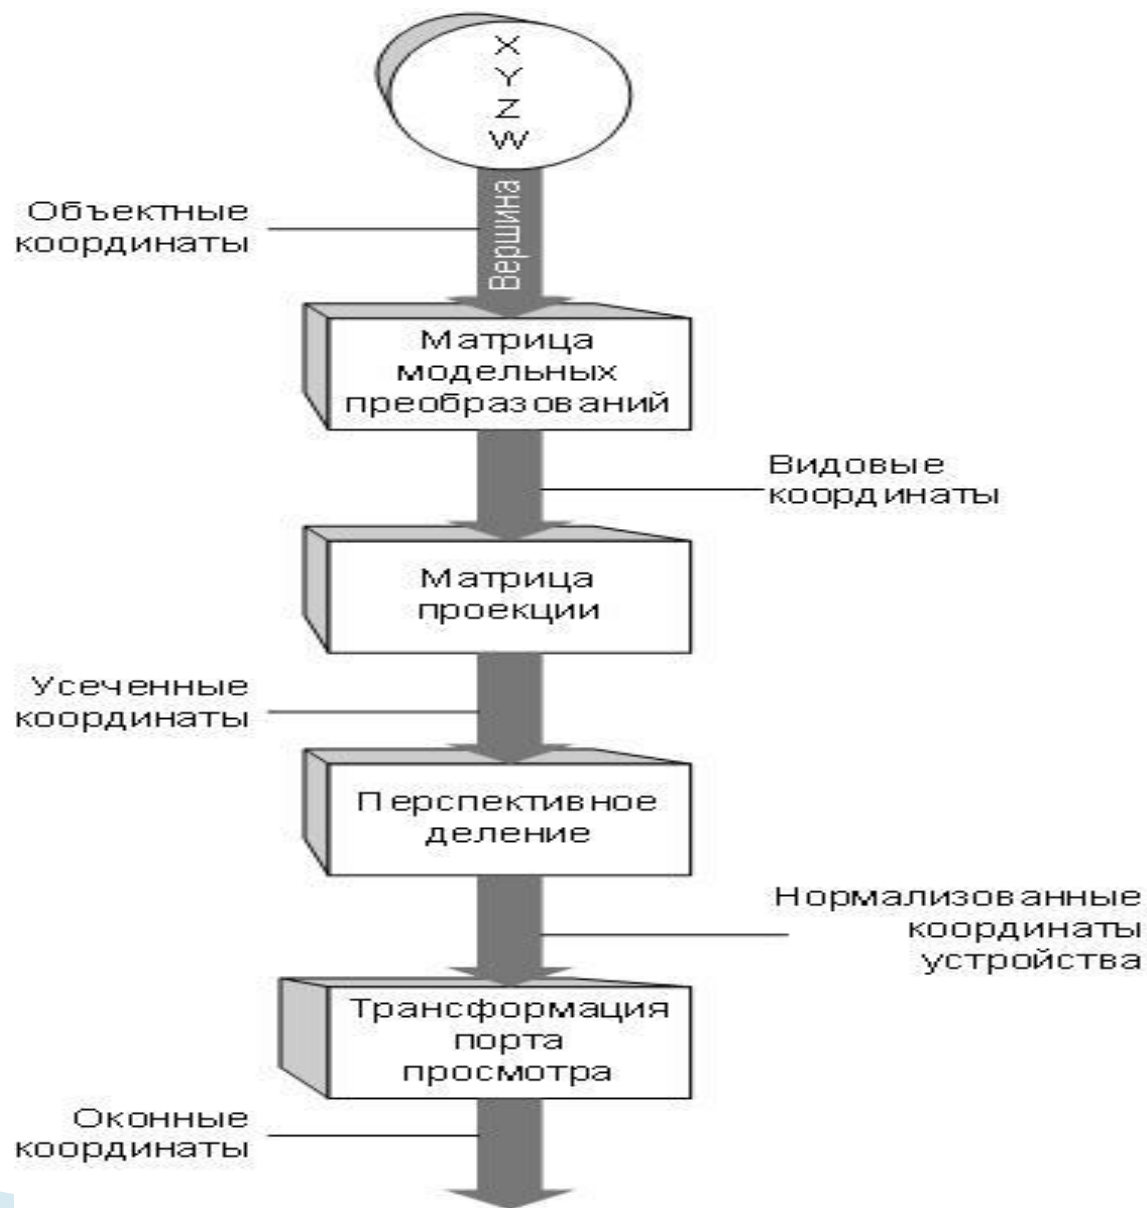 X
Y
Z
W
Вершина
Объектные
координаты
Матрица
модельных
преобразований
Видовые
координаты
Матрица
проекции
Усеченные
координаты
Перспективное
деление
Нормализованные
координаты
устройства
Трансформация
порта
просмотра
Оконные
координаты